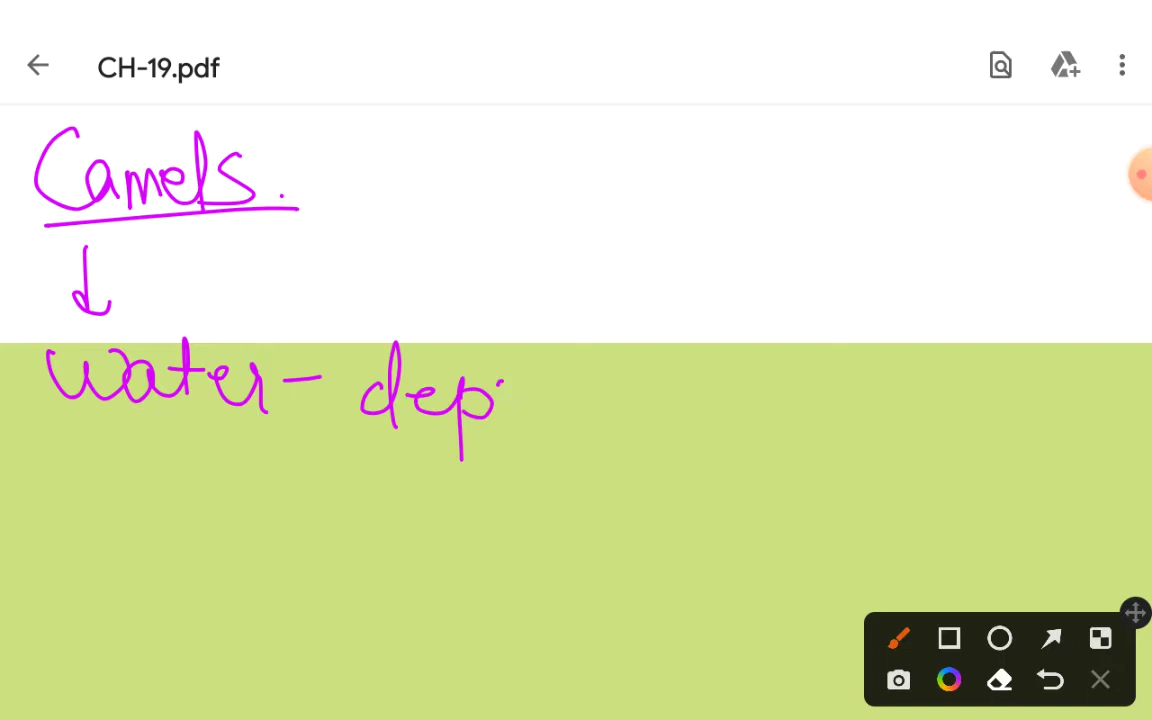 CH-19.pdf
Camels.
↓
water- dep